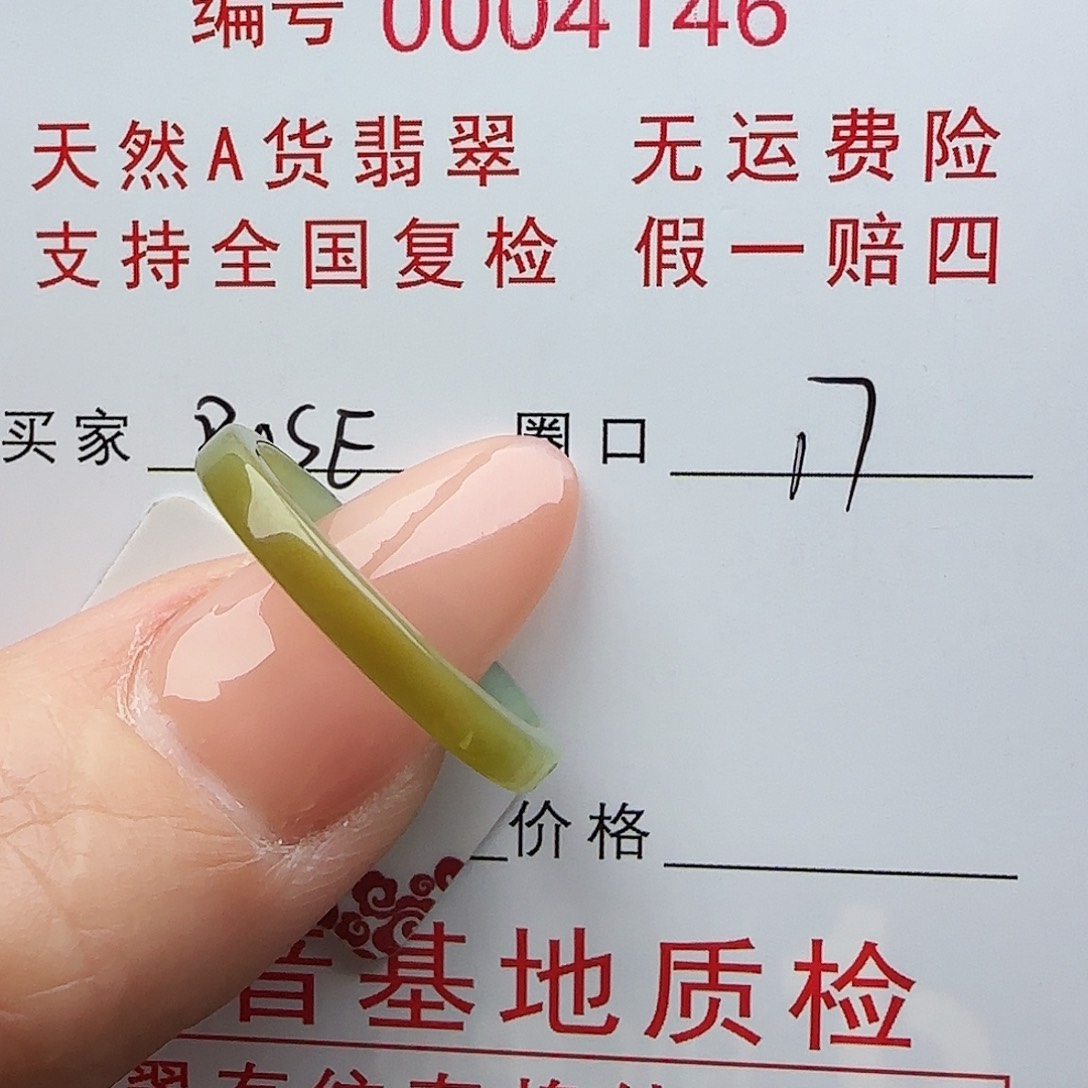 编号 0004146
天然A货翡翠 无运费险
支持全国复检 假一赔四
买家 ROSE 圈口 17
价格
基地质检